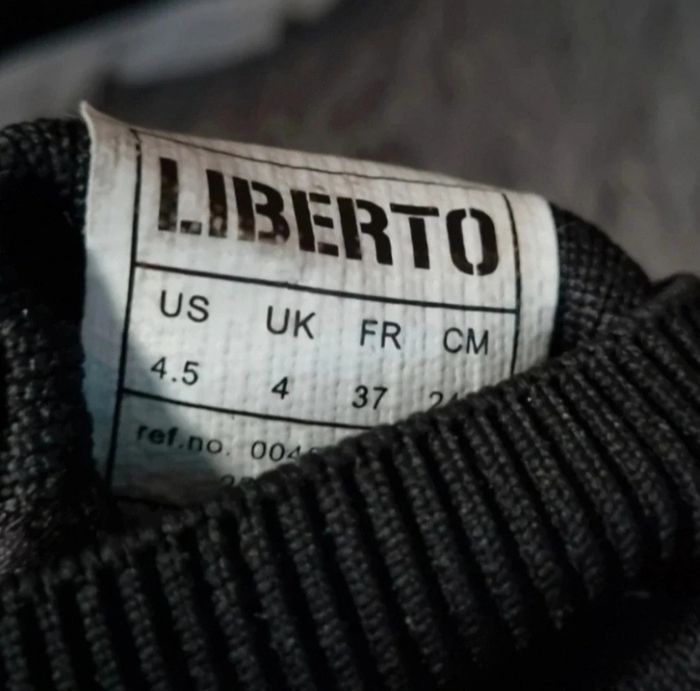 LIBERTO
US UK FR CM
4.5 4 37
ref.no.